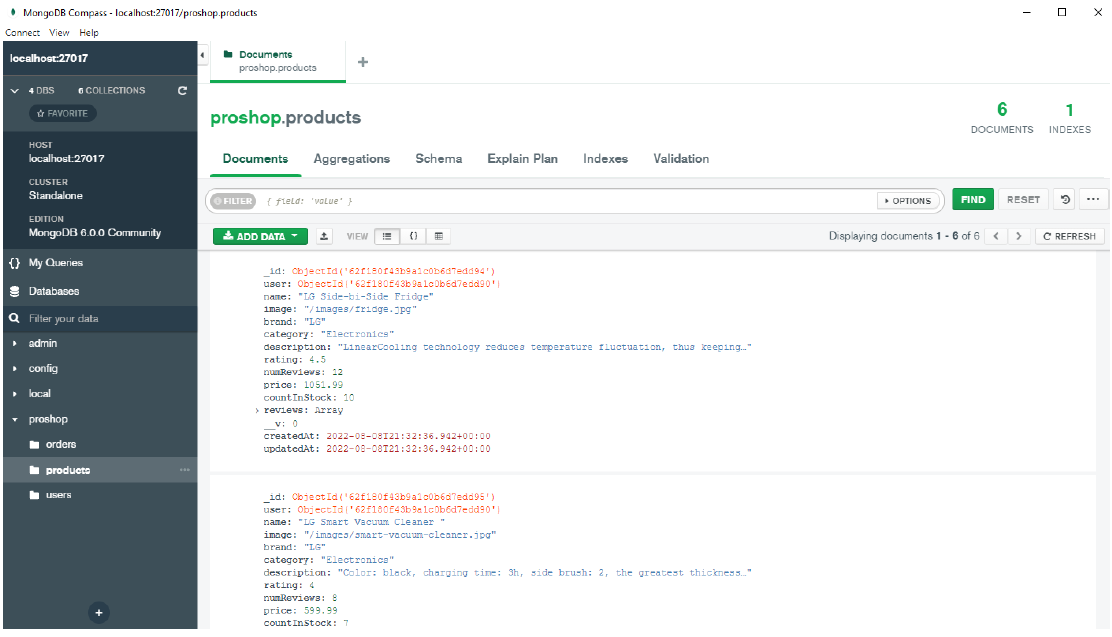 MongoDB Compass - localhost:27017/proshop.products
Connect View Help
localhost:27017
4 DBS 6 COLLECTIONS
FAVORITE
HOST
localhost:27017
CLUSTER
Standalone
EDITION
MongoDB 6.0.0 Community
My Queries
Databases
Filter your data
admin
config
local
proshop
orders
products
users
Documents
proshop.products
proshop.products
6
DOCUMENTS
1
INDEXES
Documents Aggregations Schema Explain Plan Indexes Validation
FILTER { field: 'value' } OPTIONS FIND RESET
ADD DATA VIEW Displaying documents 1 - 6 of 6 REFRESH
_id: ObjectId('62f180f43b9a1c0b6d7edd94')
user: ObjectId('62f180f43b9a1c0b6d7edd90')
name: "LG Side-bi-Side Fridge"
image: "/images/fridge.jpg"
brand: "LG"
category: "Electronics"
description: "LinearCooling technology reduces temperature fluctuation, thus keeping…"
rating: 4.5
numReviews: 12
price: 1051.99
countInStock: 10
reviews: Array
__v: 0
createdAt: 2022-08-08T21:32:36.942+00:00
updatedAt: 2022-08-08T21:32:36.942+00:00
_id: ObjectId('62f180f43b9a1c0b6d7edd95')
user: ObjectId('62f180f43b9a1c0b6d7edd90')
name: "LG Smart Vacuum Cleaner "
image: "/images/smart-vacuum-cleaner.jpg"
brand: "LG"
category: "Electronics"
description: "Color: black, charging time: 3h, side brush: 2, the greatest thickness…"
rating: 4
numReviews: 8
price: 599.99
countInStock: 7